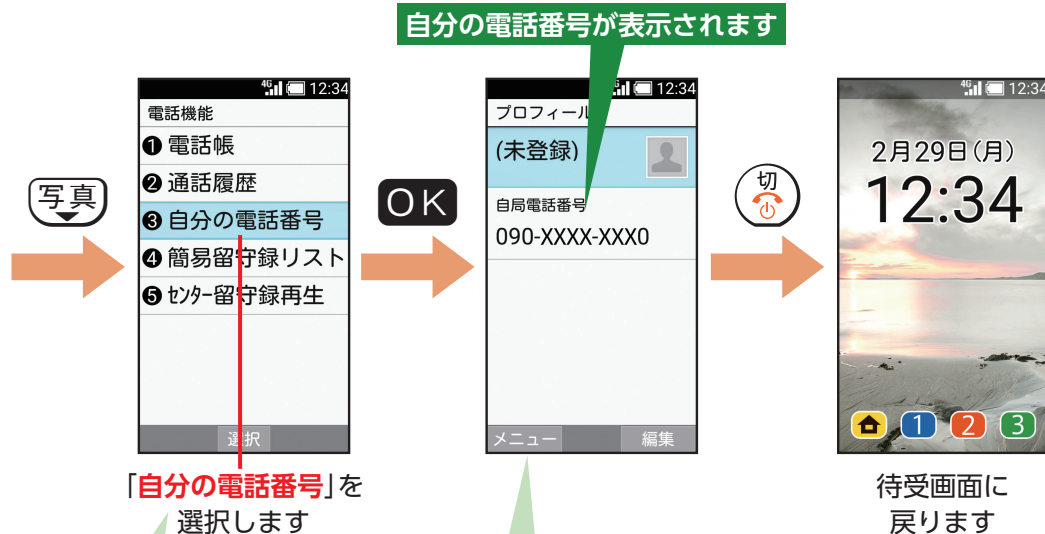 自分の電話番号が表示されます
写真
4G 12:34
電話機能
❶電話帳
❷通話履歴
❸自分の電話番号
❹簡易留守録リスト
❺ｾﾝﾀｰ留守録再生
選択
「自分の電話番号」を
選択します
OK
12:34
プロフィール
(未登録)
自局電話番号
090-XXXX-XXX0
メニュー 編集
切
4G 12:34
2月29日(月)
12:34
1 2 3
待受画面に
戻ります